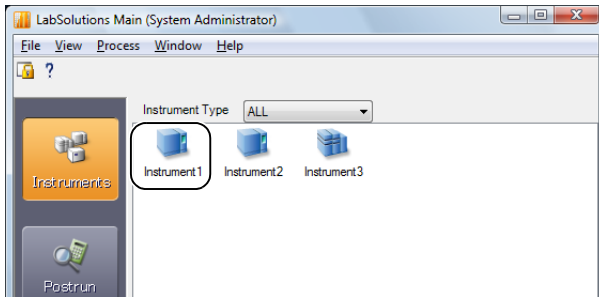 LabSolutions Main (System Administrator)
File View Process Window Help
?
Instrument Type ALL
Instrument1 Instrument2 Instrument3
Instruments
Postrun